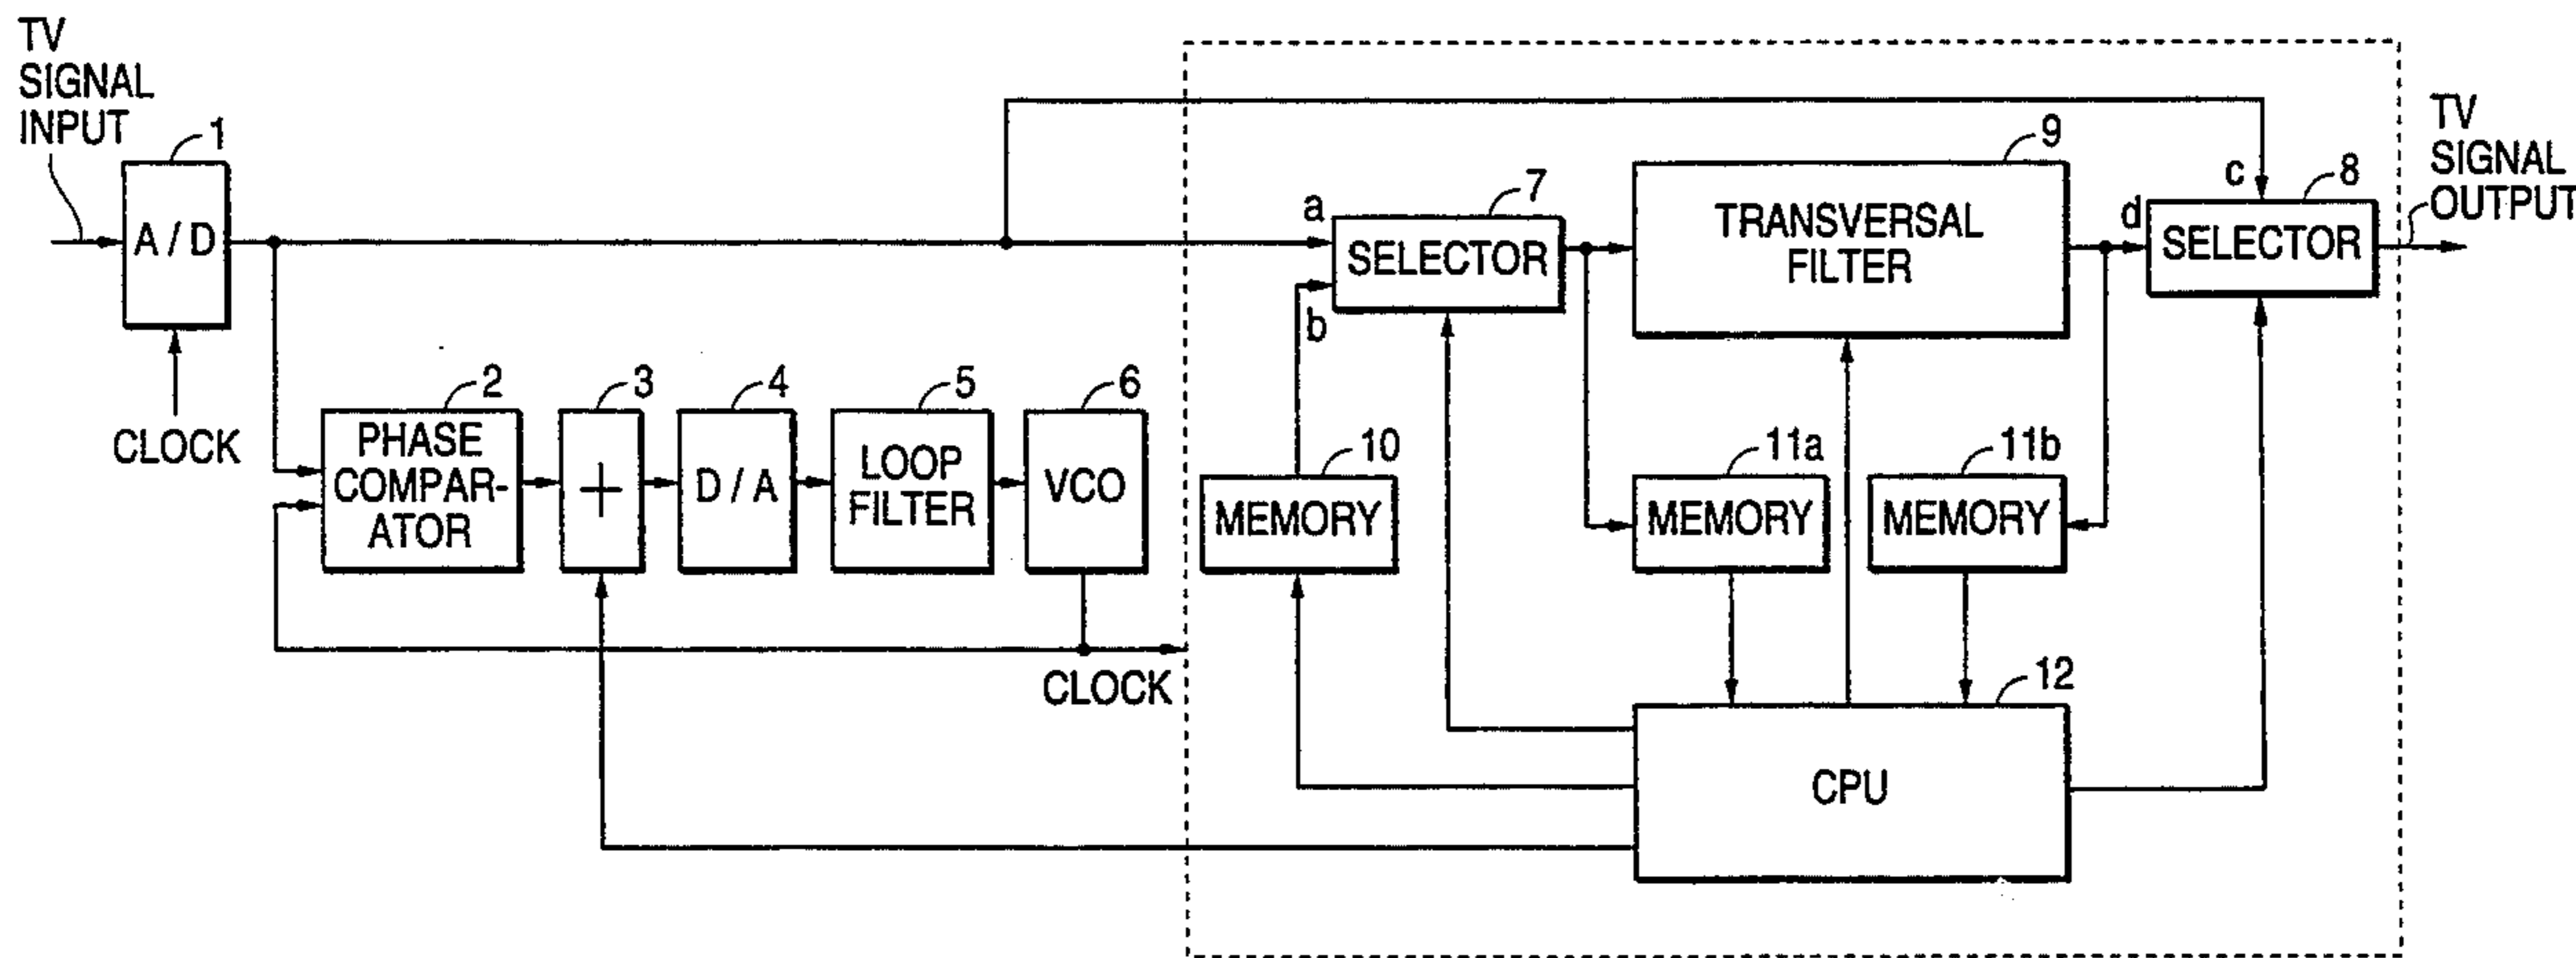 TV
SIGNAL
INPUT
1
A / D
CLOCK
2
PHASE
COMPAR-
ATOR
3
+
4
D / A
5
LOOP
FILTER
6
VCO
CLOCK
a
b
7
SELECTOR
9
TRANSVERSAL
FILTER
c
d
8
SELECTOR
TV
SIGNAL
OUTPUT
10
MEMORY
11a
MEMORY
11b
MEMORY
12
CPU